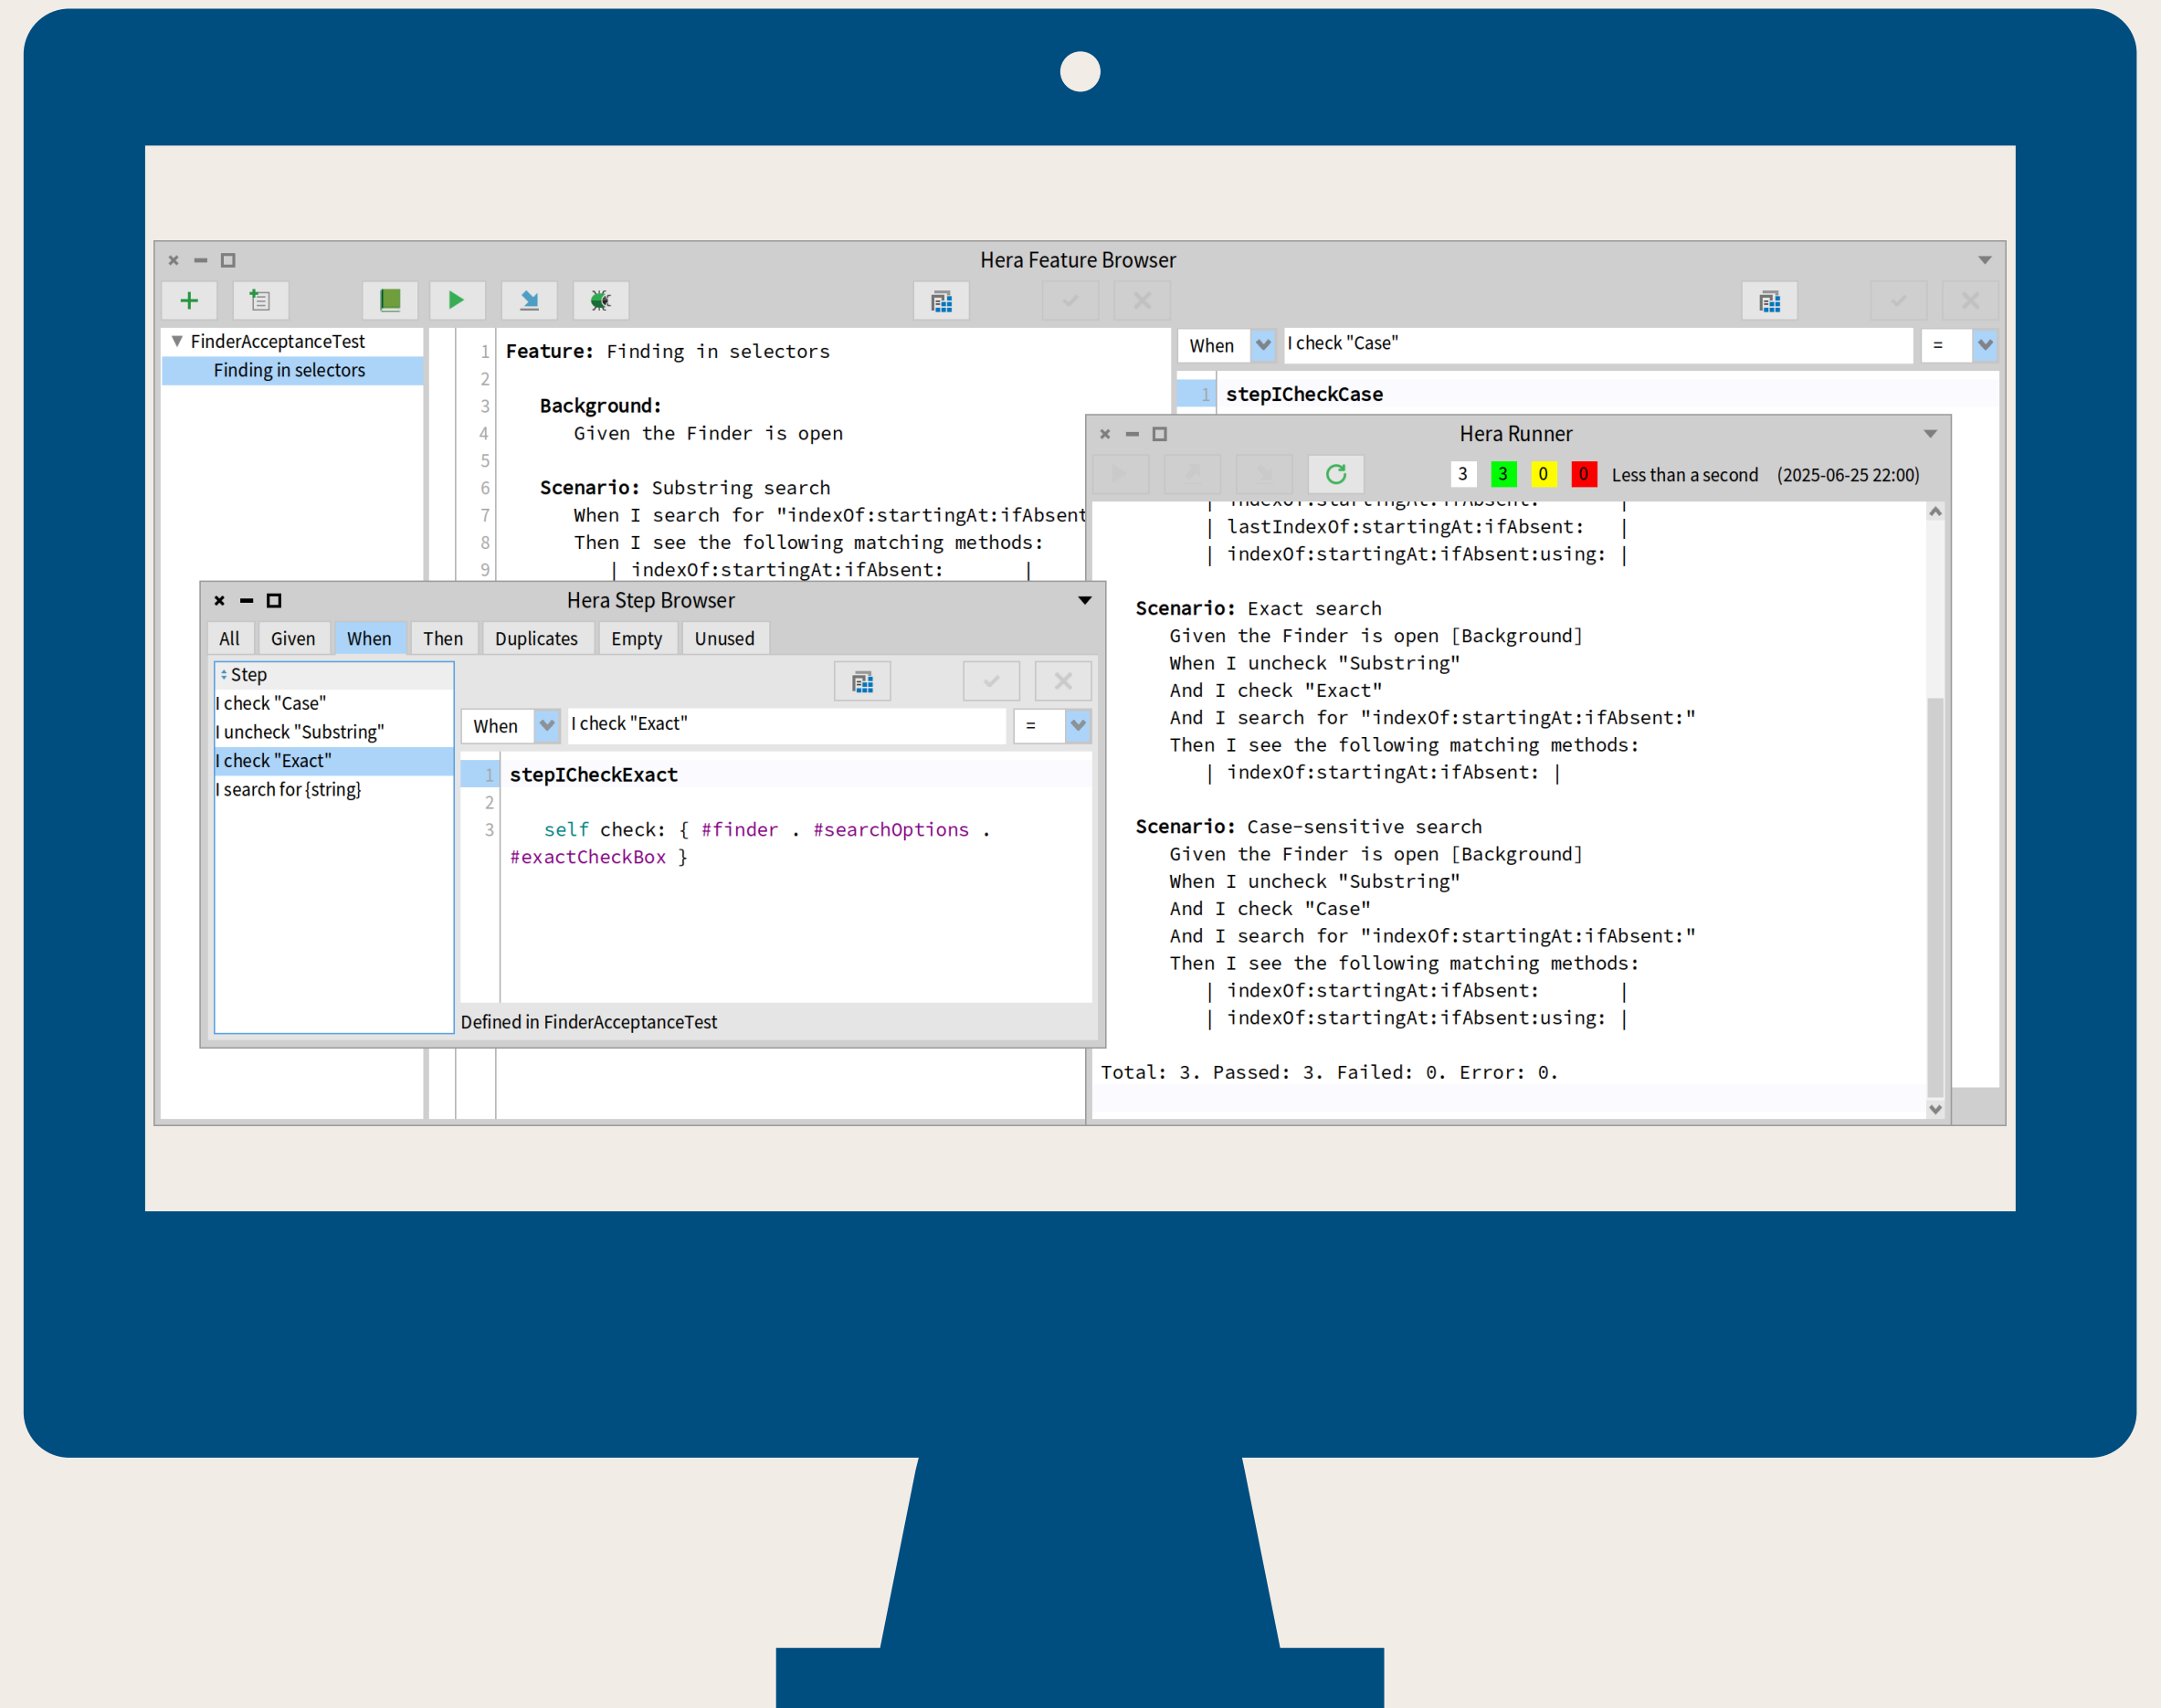 Hera Feature Browser
FinderAcceptanceTest
Finding in selectors
1 Feature: Finding in selectors
2
3 Background:
4 Given the Finder is open
5
6 Scenario: Substring search
7 When I search for "indexOf:startingAt:ifAbsent
8 Then I see the following matching methods:
9 | indexOf:startingAt:ifAbsent: |
When I check "Case" =
1 stepICheckCase
Hera Runner
3 3 0 0 Less than a second (2025-06-25 22:00)
| lastIndexOf:startingAt:ifAbsent: |
| indexOf:startingAt:ifAbsent:using: |
Scenario: Exact search
Given the Finder is open [Background]
When I uncheck "Substring"
And I check "Exact"
And I search for "indexOf:startingAt:ifAbsent:"
Then I see the following matching methods:
| indexOf:startingAt:ifAbsent: |
Scenario: Case-sensitive search
Given the Finder is open [Background]
When I uncheck "Substring"
And I check "Case"
And I search for "indexOf:startingAt:ifAbsent:"
Then I see the following matching methods:
| indexOf:startingAt:ifAbsent: |
| indexOf:startingAt:ifAbsent:using: |
Total: 3. Passed: 3. Failed: 0. Error: 0.
Hera Step Browser
All Given When Then Duplicates Empty Unused
Step
I check "Case"
I uncheck "Substring"
I check "Exact"
I search for {string}
When I check "Exact" =
1 stepICheckExact
2
3 self check: { #finder . #searchOptions .
#exactCheckBox }
Defined in FinderAcceptanceTest